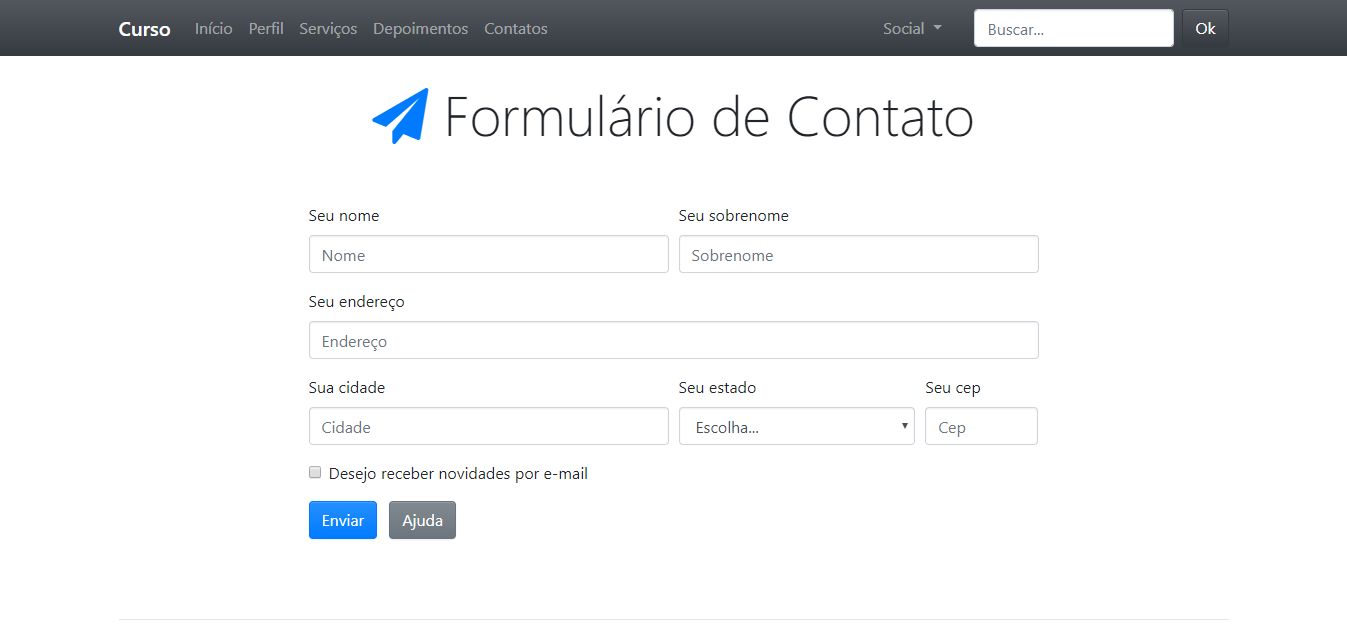 Curso Início Perfil Serviços Depoimentos Contatos Social Buscar... Ok
Formulário de Contato
Seu nome Seu sobrenome
Nome Sobrenome
Seu endereço
Endereço
Sua cidade Seu estado Seu cep
Cidade Escolha... Cep
Desejo receber novidades por e-mail
Enviar Ajuda